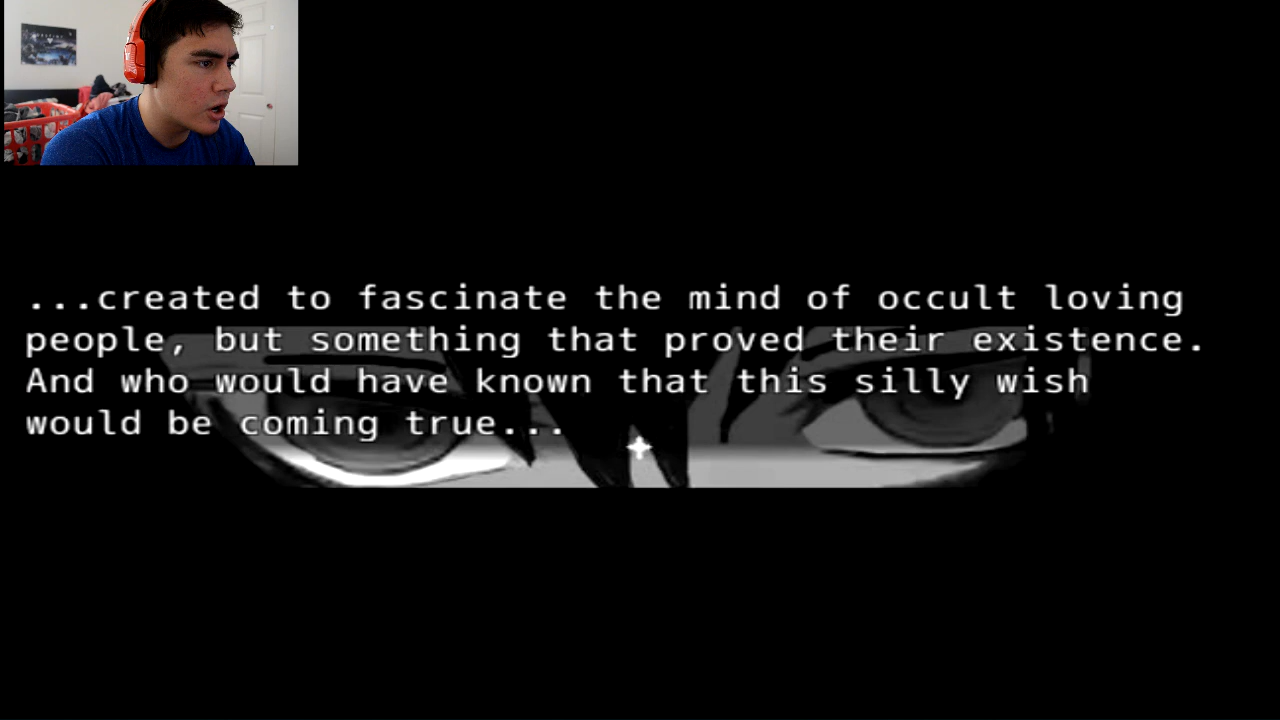 ...created to fascinate the mind of occult loving
people, but something that proved their existence.
And who would have known that this silly wish
would be coming true...